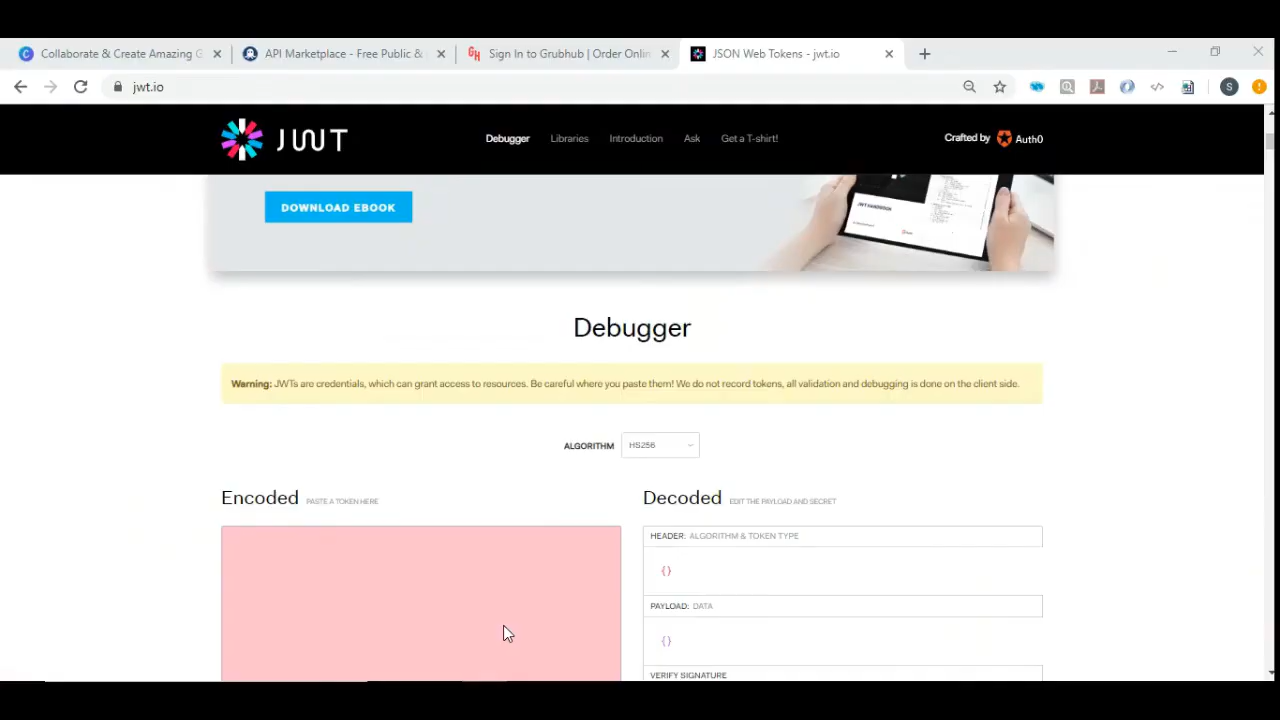 Collaborate & Create Amazing G
API Marketplace - Free Public &
Sign In to Grubhub | Order Onlin
JSON Web Tokens - jwt.io
jwt.io
S
JWT
Debugger
Libraries
Introduction
Ask
Get a T-shirt!
Crafted by
Auth0
DOWNLOAD EBOOK
JWT HANDBOOK
Debugger
Warning: JWTs are credentials, which can grant access to resources. Be careful where you paste them! We do not record tokens, all validation and debugging is done on the client side.
ALGORITHM
HS256
Encoded PASTE A TOKEN HERE
Decoded EDIT THE PAYLOAD AND SECRET
HEADER: ALGORITHM & TOKEN TYPE
{}
PAYLOAD: DATA
{}
VERIFY SIGNATURE